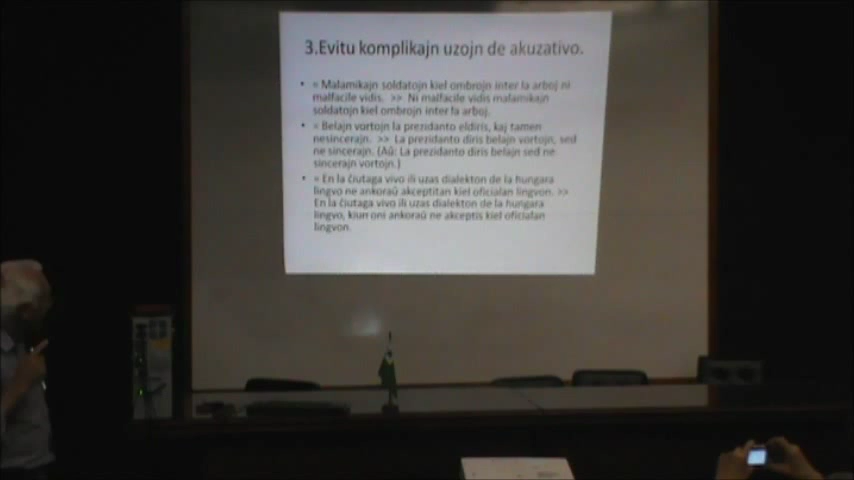 3.Evitu komplikajn uzojn de akuzativo.
• = Malamikajn soldatojn kiel ombrojn inter la arboj ni
malfacile vidis. >> Ni malfacile vidis malamikajn
soldatojn kiel ombrojn inter la arboj.
• = Belajn vortojn la prezidanto eldiris, kaj tamen
nesincerajn. >> La prezidanto diris belajn vortojn, sed
ne sincerajn. (Aŭ: La prezidanto diris belajn sed ne
sincerajn vortojn.)
• = En la ĉiutaga vivo ili uzas dialekton de la hungara
lingvo ne ankoraŭ akceptitan kiel oficialan lingvon. >>
En la ĉiutaga vivo ili uzas dialekton de la hungara
lingvo, kiun oni ankoraŭ ne akceptis kiel oficialan
lingvon.